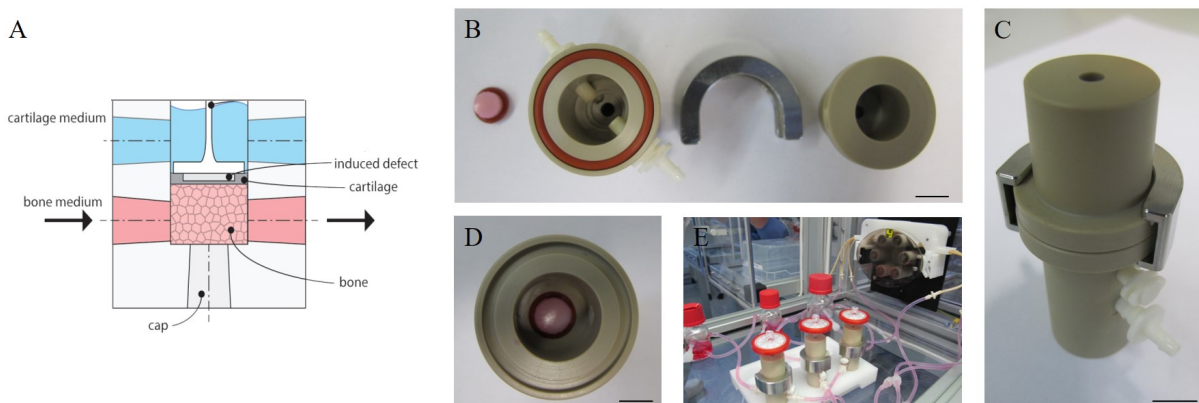 A
cartilage medium
bone medium
induced defect
cartilage
bone
cap
B
C
D
E